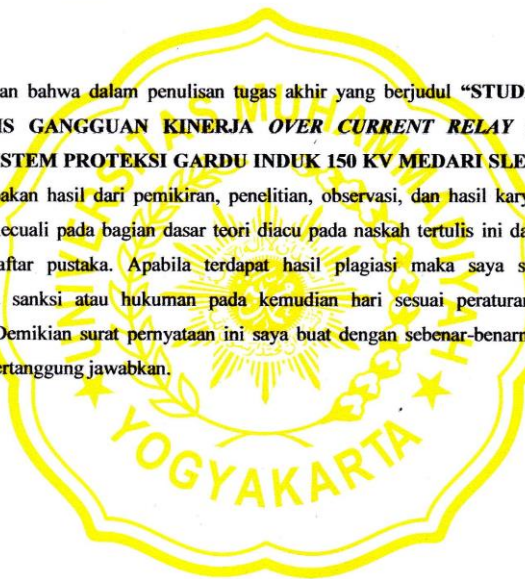 an bahwa dalam penulisan tugas akhir yang berjudul “STUD
IS GANGGUAN KINERJA OVER CURRENT RELAY
STEM PROTEKSI GARDU INDUK 150 KV MEDARI SLE
akan hasil dari pemikiran, penelitian, observasi, dan hasil kary
ecuali pada bagian dasar teori diacu pada naskah tertulis ini da
aftar pustaka. Apabila terdapat hasil plagiasi maka saya s
sanksi atau hukuman pada kemudian hari sesuai peraturan
Demikian surat pernyataan ini saya buat dengan sebenar-benarn
ertanggung jawabkan.
UNIVERSITAS MUHAMMADIYAH
YOGYAKARTA